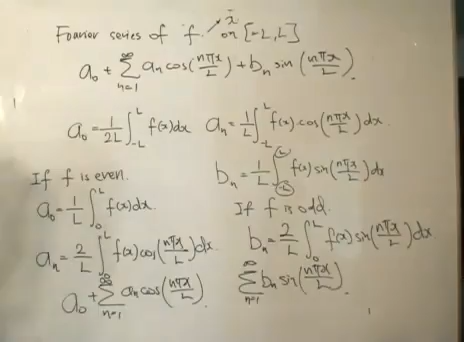 x
Fourier series of f on [-L, L]
a₀ + ∑_{n=1}^{∞} aₙ cos(nπx/L) + bₙ sin(nπx/L)
a₀ = 1/2L ∫_{-L}^{L} f(x)dx aₙ = 1/L ∫_{-L}^{L} f(x) cos(nπx/L) dx
bₙ = 1/L ∫_{-L}^{L} f(x) sin(nπx/L) dx
If f is even.
a₀ = 1/L ∫_{0}^{L} f(x)dx.
aₙ = 2/L ∫_{0}^{L} f(x) cos(nπx/L) dx.
a₀ + ∑_{n=1}^{∞} aₙ cos(nπx/L).
If f is odd.
bₙ = 2/L ∫_{0}^{L} f(x) sin(nπx/L) dx.
∑_{n=1}^{∞} bₙ sin(nπx/L).